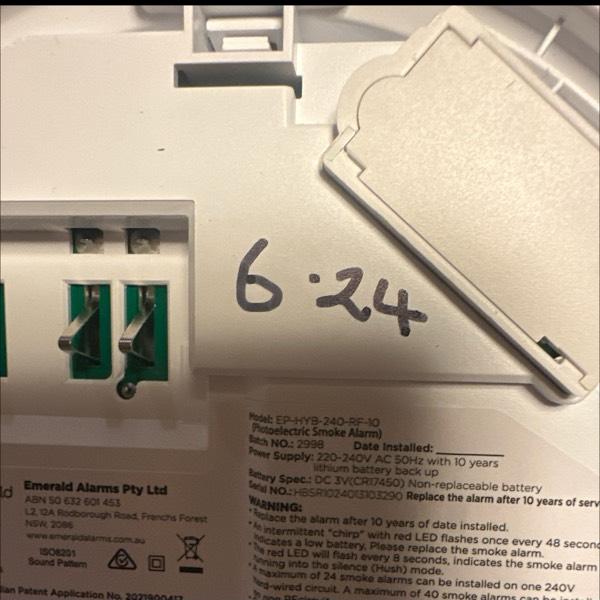 6·24
Model: EP-HYB-240-RF-10
(Photoelectric Smoke Alarm)
Batch NO.: 2998 Date Installed:
Power Supply: 220-240V AC 50Hz with 10 years
lithium battery back up
Battery Spec.: DC 3V(CR17450) Non-replaceable battery
Serial NO.: HBSR1024013103290 Replace the alarm after 10 years of serv
WARNING:
• Replace the alarm after 10 years of date installed.
• An intermittent "chirp" with red LED flashes once every 48 secon
indicates a low battery. Please replace the smoke alarm.
The red LED will flash every 8 seconds, indicates the smoke alarm
running into the silence (Hush) mode.
A maximum of 24 smoke alarms can be installed on one 240V
hard-wired circuit. A maximum of 40 smoke alarms can be
ld
Emerald Alarms Pty Ltd
ABN 50 632 601 453
L2, 12A Rodborough Road, Frenchs Forest
NSW, 2086
www.emeraldalarms.com.au
ISO8201
Sound Pattern
lian Patent Application No. 2021900417